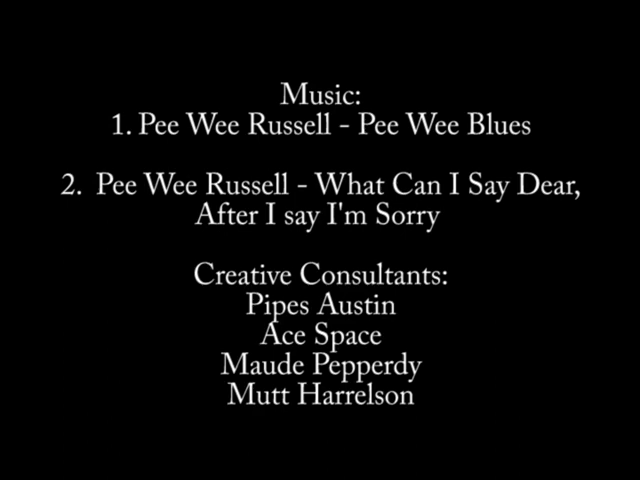 Music:
1. Pee Wee Russell - Pee Wee Blues
2. Pee Wee Russell - What Can I Say Dear,
After I say I'm Sorry
Creative Consultants:
Pipes Austin
Ace Space
Maude Pepperdy
Mutt Harrelson